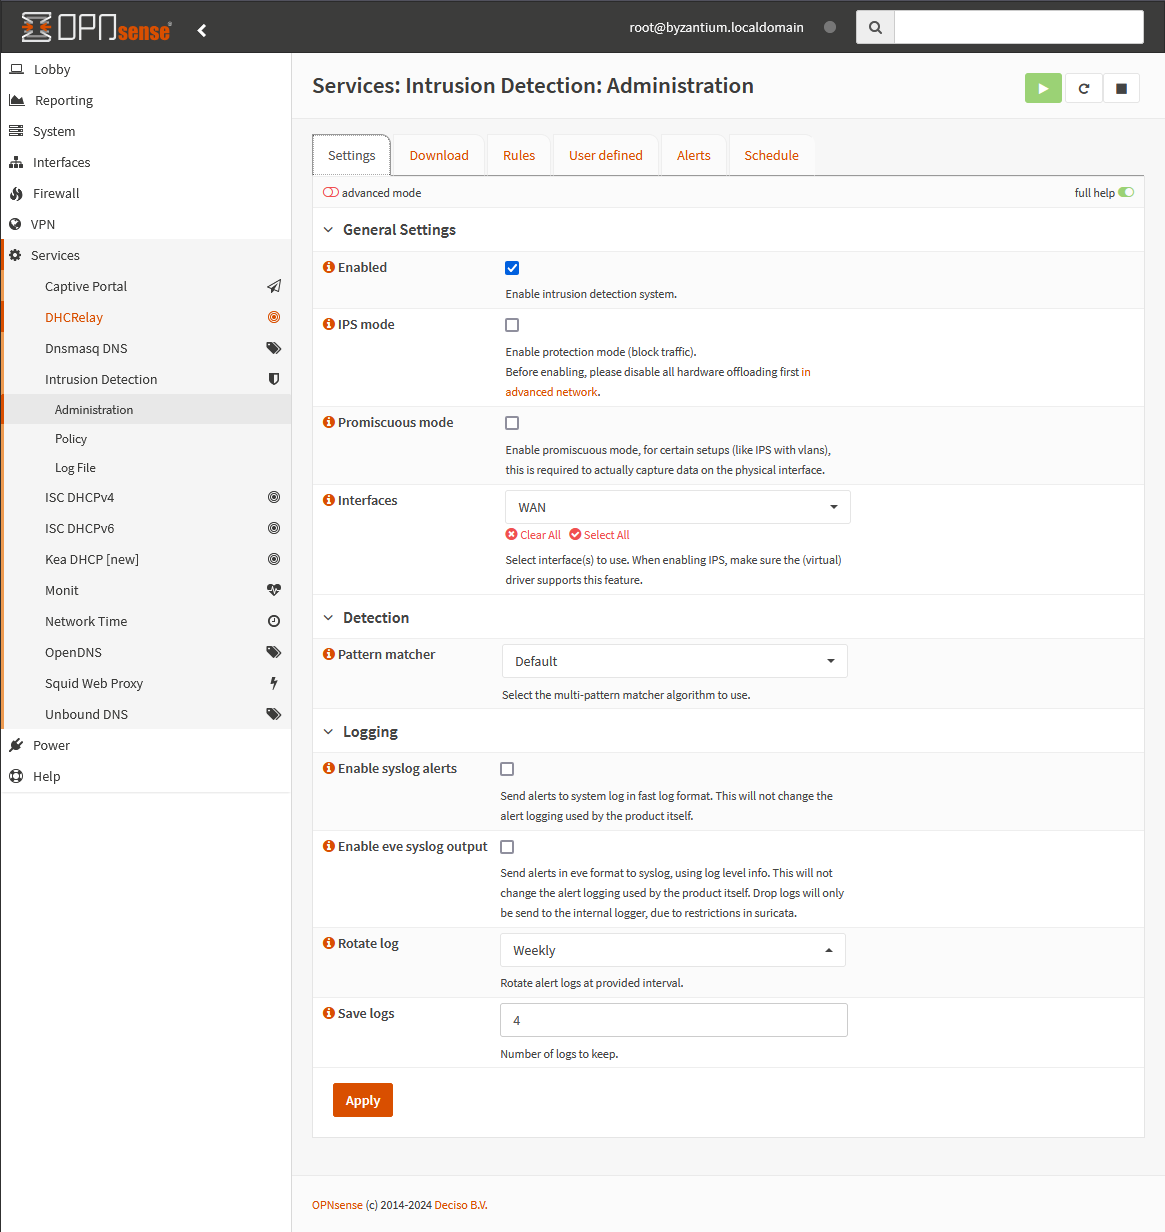 OPNsense®
root@byzantium.localdomain
Lobby
Reporting
System
Interfaces
Firewall
VPN
Services
Captive Portal
DHCRelay
Dnsmasq DNS
Intrusion Detection
Administration
Policy
Log File
ISC DHCPv4
ISC DHCPv6
Kea DHCP [new]
Monit
Network Time
OpenDNS
Squid Web Proxy
Unbound DNS
Power
Help
Services: Intrusion Detection: Administration
Settings Download Rules User defined Alerts Schedule
advanced mode full help
General Settings
Enabled
Enable intrusion detection system.
IPS mode
Enable protection mode (block traffic).
Before enabling, please disable all hardware offloading first in
advanced network.
Promiscuous mode
Enable promiscuous mode, for certain setups (like IPS with vlans),
this is required to actually capture data on the physical interface.
Interfaces WAN
Clear All Select All
Select interface(s) to use. When enabling IPS, make sure the (virtual)
driver supports this feature.
Detection
Pattern matcher Default
Select the multi-pattern matcher algorithm to use.
Logging
Enable syslog alerts
Send alerts to system log in fast log format. This will not change the
alert logging used by the product itself.
Enable eve syslog output
Send alerts in eve format to syslog, using log level info. This will not
change the alert logging used by the product itself. Drop logs will only
be send to the internal logger, due to restrictions in suricata.
Rotate log Weekly
Rotate alert logs at provided interval.
Save logs 4
Number of logs to keep.
Apply
OPNsense (c) 2014-2024 Deciso B.V.